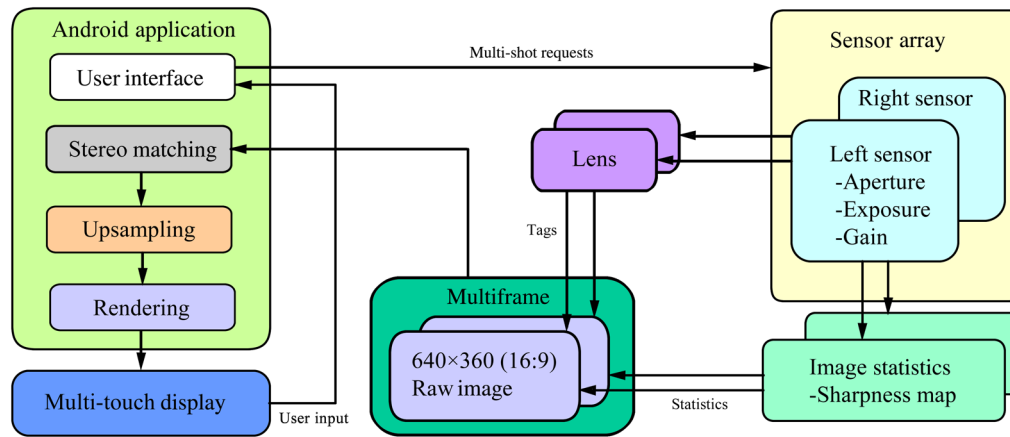 Android application
User interface
Stereo matching
Upsampling
Rendering
Multi-touch display
User input
Multi-shot requests
Lens
Tags
Multiframe
640×360 (16:9)
Raw image
Statistics
Sensor array
Right sensor
Left sensor
-Aperture
-Exposure
-Gain
Image statistics
-Sharpness map